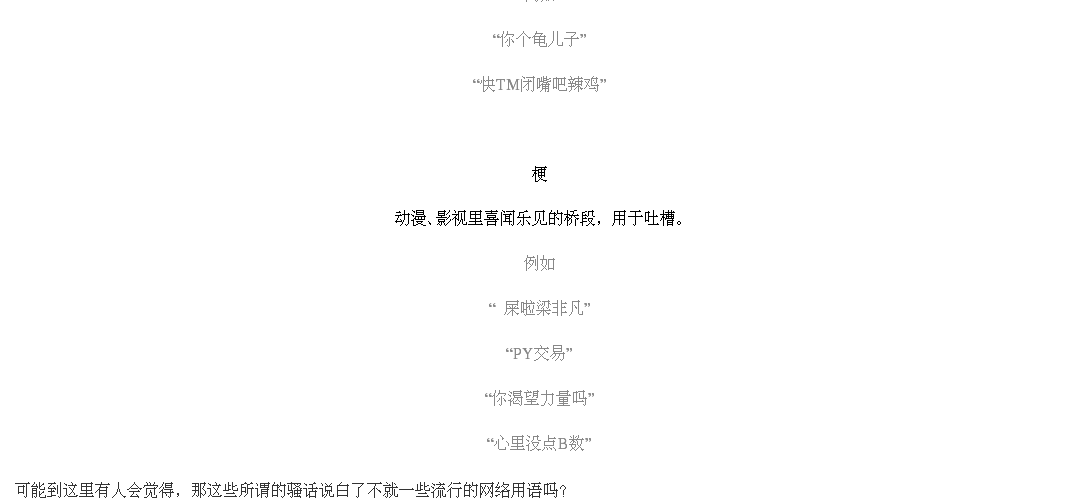 “你个龟儿子”
“快TM闭嘴吧辣鸡”
梗
动漫、影视里喜闻乐见的桥段，用于吐槽。
例如
“ 屎啦梁非凡”
“PY交易”
“你渴望力量吗”
“心里没点B数”
可能到这里有人会觉得，那这些所谓的骚话说白了不就一些流行的网络用语吗？